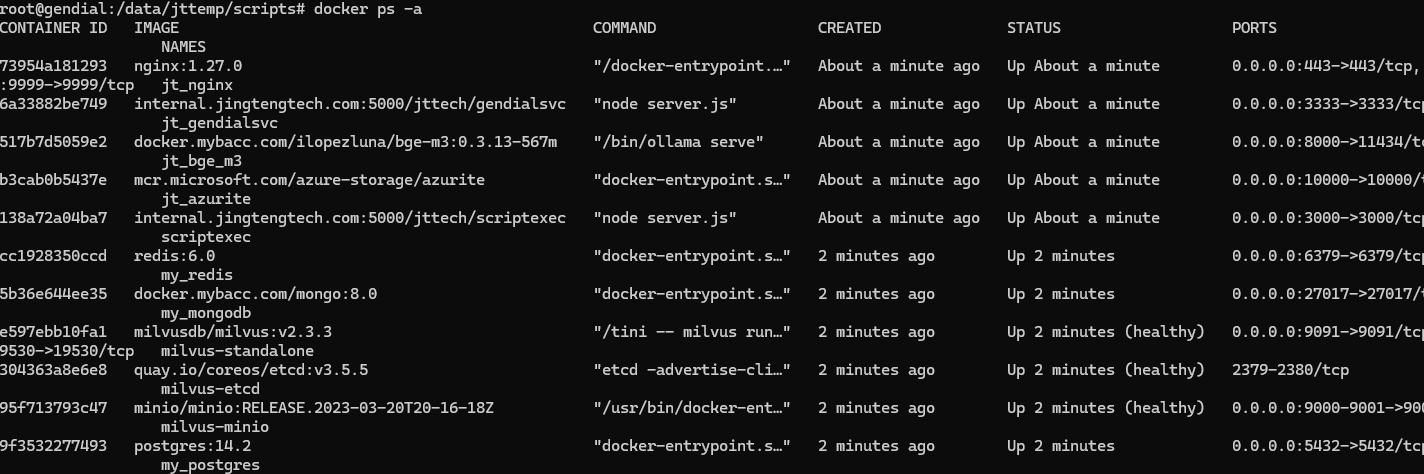 root@gendial:/data/jttemp/scripts# docker ps -a
CONTAINER ID   IMAGE                                              COMMAND                  CREATED              STATUS                   PORTS
                  NAMES
73954a181293   nginx:1.27.0                                       "/docker-entrypoint.…"   About a minute ago   Up About a minute        0.0.0.0:443->443/tcp,
:9999->9999/tcp   jt_nginx
6a33882be749   internal.jingtengtech.com:5000/jttech/gendialsvc   "node server.js"         About a minute ago   Up About a minute        0.0.0.0:3333->3333/tcp
                  jt_gendialsvc
517b7d5059e2   docker.mybacc.com/ilopezluna/bge-m3:0.3.13-567m    "/bin/ollama serve"      About a minute ago   Up About a minute        0.0.0.0:8000->11434/tc
                  jt_bge_m3
b3cab0b5437e   mcr.microsoft.com/azure-storage/azurite            "docker-entrypoint.s…"   About a minute ago   Up About a minute        0.0.0.0:10000->10000/t
                  jt_azurite
138a72a04ba7   internal.jingtengtech.com:5000/jttech/scriptexec   "node server.js"         About a minute ago   Up About a minute        0.0.0.0:3000->3000/tcp
                  scriptexec
cc1928350ccd   redis:6.0                                          "docker-entrypoint.s…"   2 minutes ago        Up 2 minutes             0.0.0.0:6379->6379/tcp
                  my_redis
5b36e644ee35   docker.mybacc.com/mongo:8.0                        "docker-entrypoint.s…"   2 minutes ago        Up 2 minutes             0.0.0.0:27017->27017/t
                  my_mongodb
e597ebb10fa1   milvusdb/milvus:v2.3.3                             "/tini -- milvus run…"   2 minutes ago        Up 2 minutes (healthy)   0.0.0.0:9091->9091/tcp
9530->19530/tcp   milvus-standalone
304363a8e6e8   quay.io/coreos/etcd:v3.5.5                         "etcd -advertise-cli…"   2 minutes ago        Up 2 minutes (healthy)   2379-2380/tcp
                  milvus-etcd
95f713793c47   minio/minio:RELEASE.2023-03-20T20-16-18Z           "/usr/bin/docker-ent…"   2 minutes ago        Up 2 minutes (healthy)   0.0.0.0:9000-9001->900
                  milvus-minio
9f3532277493   postgres:14.2                                      "docker-entrypoint.s…"   2 minutes ago        Up 2 minutes             0.0.0.0:5432->5432/tcp
                  my_postgres